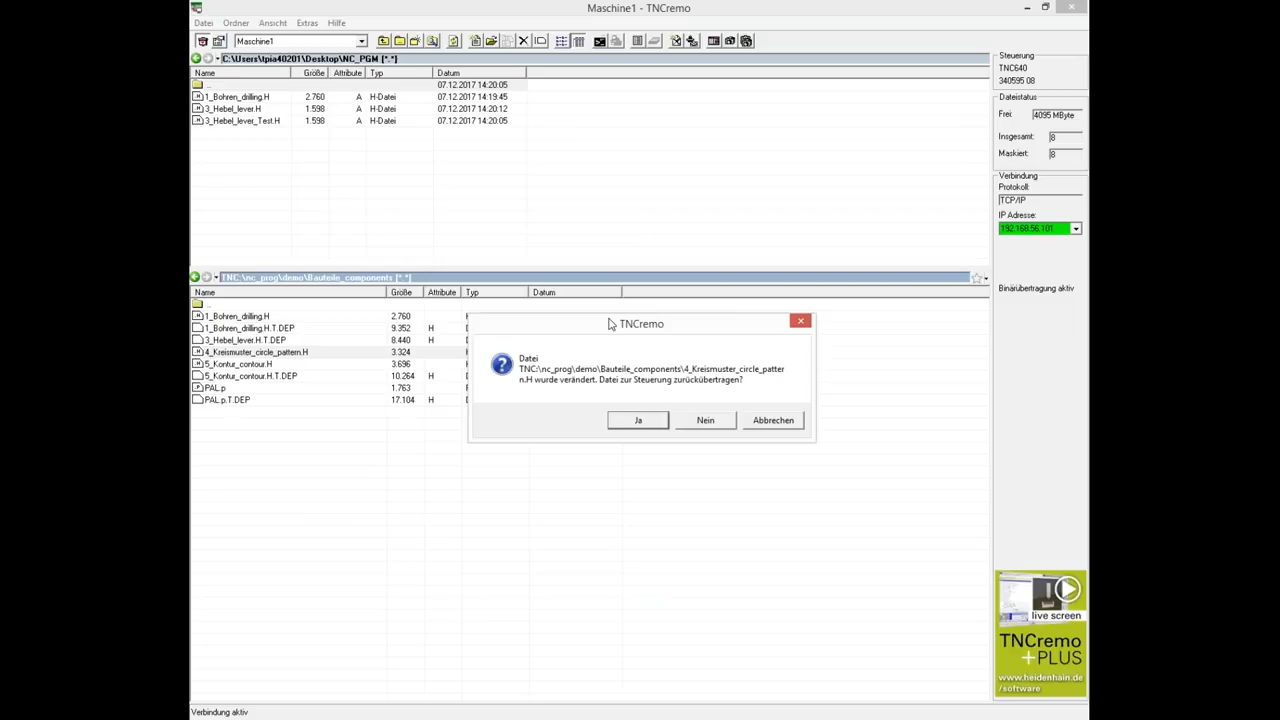 Maschine1 - TNCremo
Datei Ordner Ansicht Extras Hilfe
Maschine1
C:\Users\tpia40201\Desktop\NC_PGM [*.*]
Name Größe Attribute Typ Datum
.. 07.12.2017 14:20:05
1_Bohren_drilling.H 2.760 A H-Datei 07.12.2017 14:19:45
3_Hebel_lever.H 1.598 A H-Datei 07.12.2017 14:20:12
3_Hebel_lever_Test.H 1.598 A H-Datei 07.12.2017 14:20:05
TNC:\nc_prog\demo\Bauteile_components [*.*]
Name Größe Attribute Typ Datum
..
1_Bohren_drilling.H 2.760
1_Bohren_drilling.H.T.DEP 9.352 H
3_Hebel_lever.H.T.DEP 8.440 H
4_Kreismuster_circle_pattern.H 3.324
5_Kontur_contour.H 3.696
5_Kontur_contour.H.T.DEP 10.264 H
PAL.p 1.763
PAL.p.T.DEP 17.104 H
TNCremo
Datei
TNC:\nc_prog\demo\Bauteile_components\4_Kreismuster_circle_patter
n.H wurde verändert. Datei zur Steuerung zurückübertragen?
Ja Nein Abbrechen
Steuerung
TNC640
340595 08
Dateistatus
Frei: 4095 MByte
Insgesamt: 8
Maskiert: 8
Verbindung
Protokoll:
TCP/IP
IP Adresse:
192.168.56.101
Binärübertragung aktiv
live screen
TNCremo
+PLUS
www.heidenhain.de
/software
Verbindung aktiv